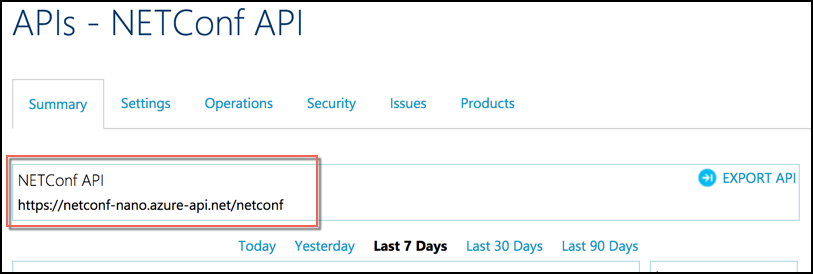 APIs - NETConf API
Summary Settings Operations Security Issues Products
NETConf API
EXPORT API
https://netconf-nano.azure-api.net/netconf
Today Yesterday Last 7 Days Last 30 Days Last 90 Days